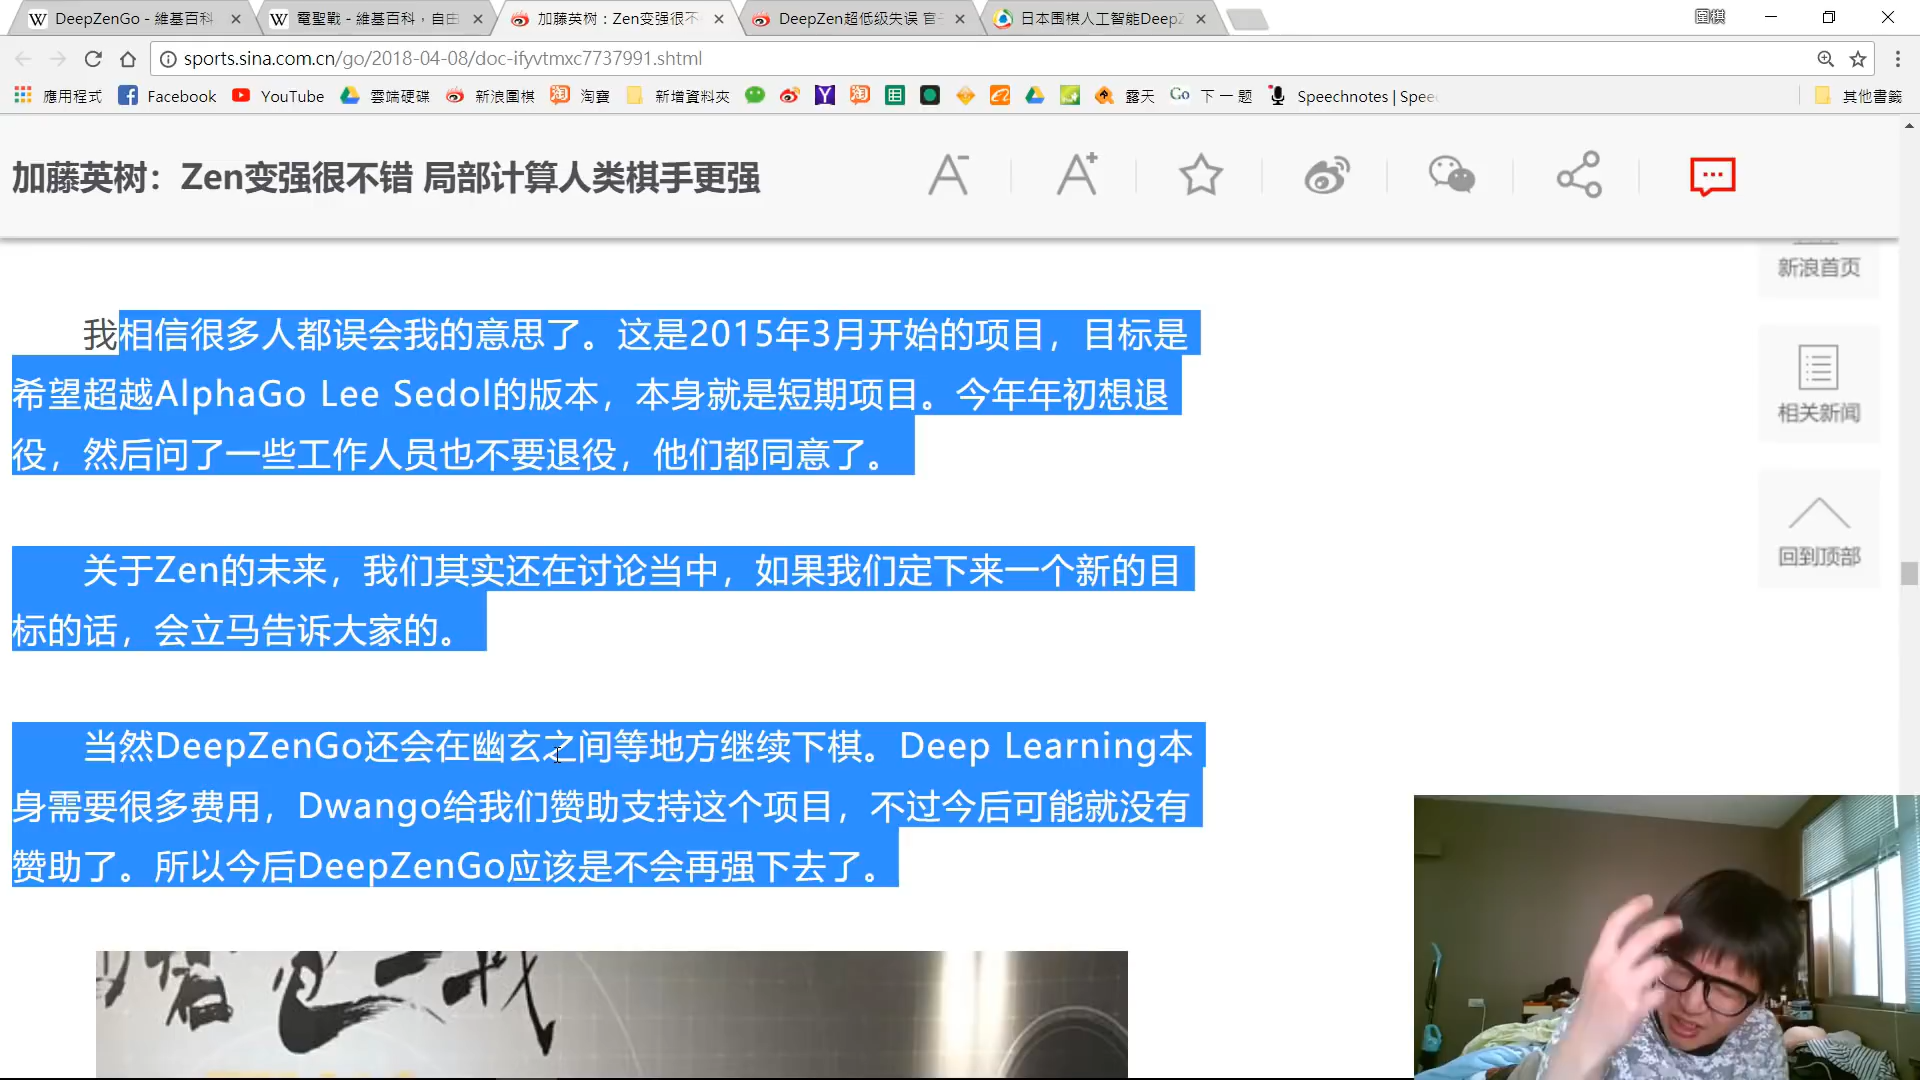 DeepZenGo - 維基百科
電聖戰 - 維基百科，自由
加藤英树：Zen变强很不
DeepZen超低级失误 官
日本围棋人工智能DeepZ
圍棋
sports.sina.com.cn/go/2018-04-08/doc-ifyvtmxc7737991.shtml
應用程式
Facebook
YouTube
雲端硬碟
新浪圍棋
淘寶
新增資料夾
露天
Go
下一题
Speechnotes | Spee
其他書籤
加藤英树：Zen变强很不错 局部计算人类棋手更强
新浪首页
相关新闻
回到顶部
我相信很多人都误会我的意思了。这是2015年3月开始的项目，目标是
希望超越AlphaGo Lee Sedol的版本，本身就是短期项目。今年年初想退
役，然后问了一些工作人员也不要退役，他们都同意了。
关于Zen的未来，我们其实还在讨论当中，如果我们定下来一个新的目
标的话，会立马告诉大家的。
当然DeepZenGo还会在幽玄之间等地方继续下棋。Deep Learning本
身需要很多费用，Dwango给我们赞助支持这个项目，不过今后可能就没有
赞助了。所以今后DeepZenGo应该是不会再强下去了。